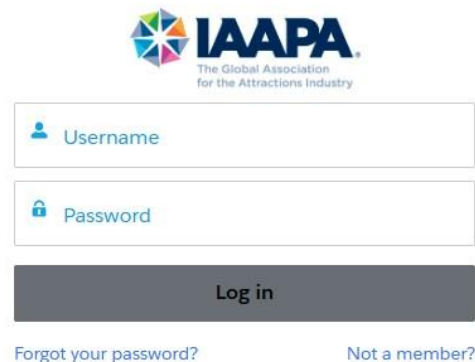 IAAPA.
The Global Association
for the Attractions Industry
Username
Password
Log in
Forgot your password? Not a member?